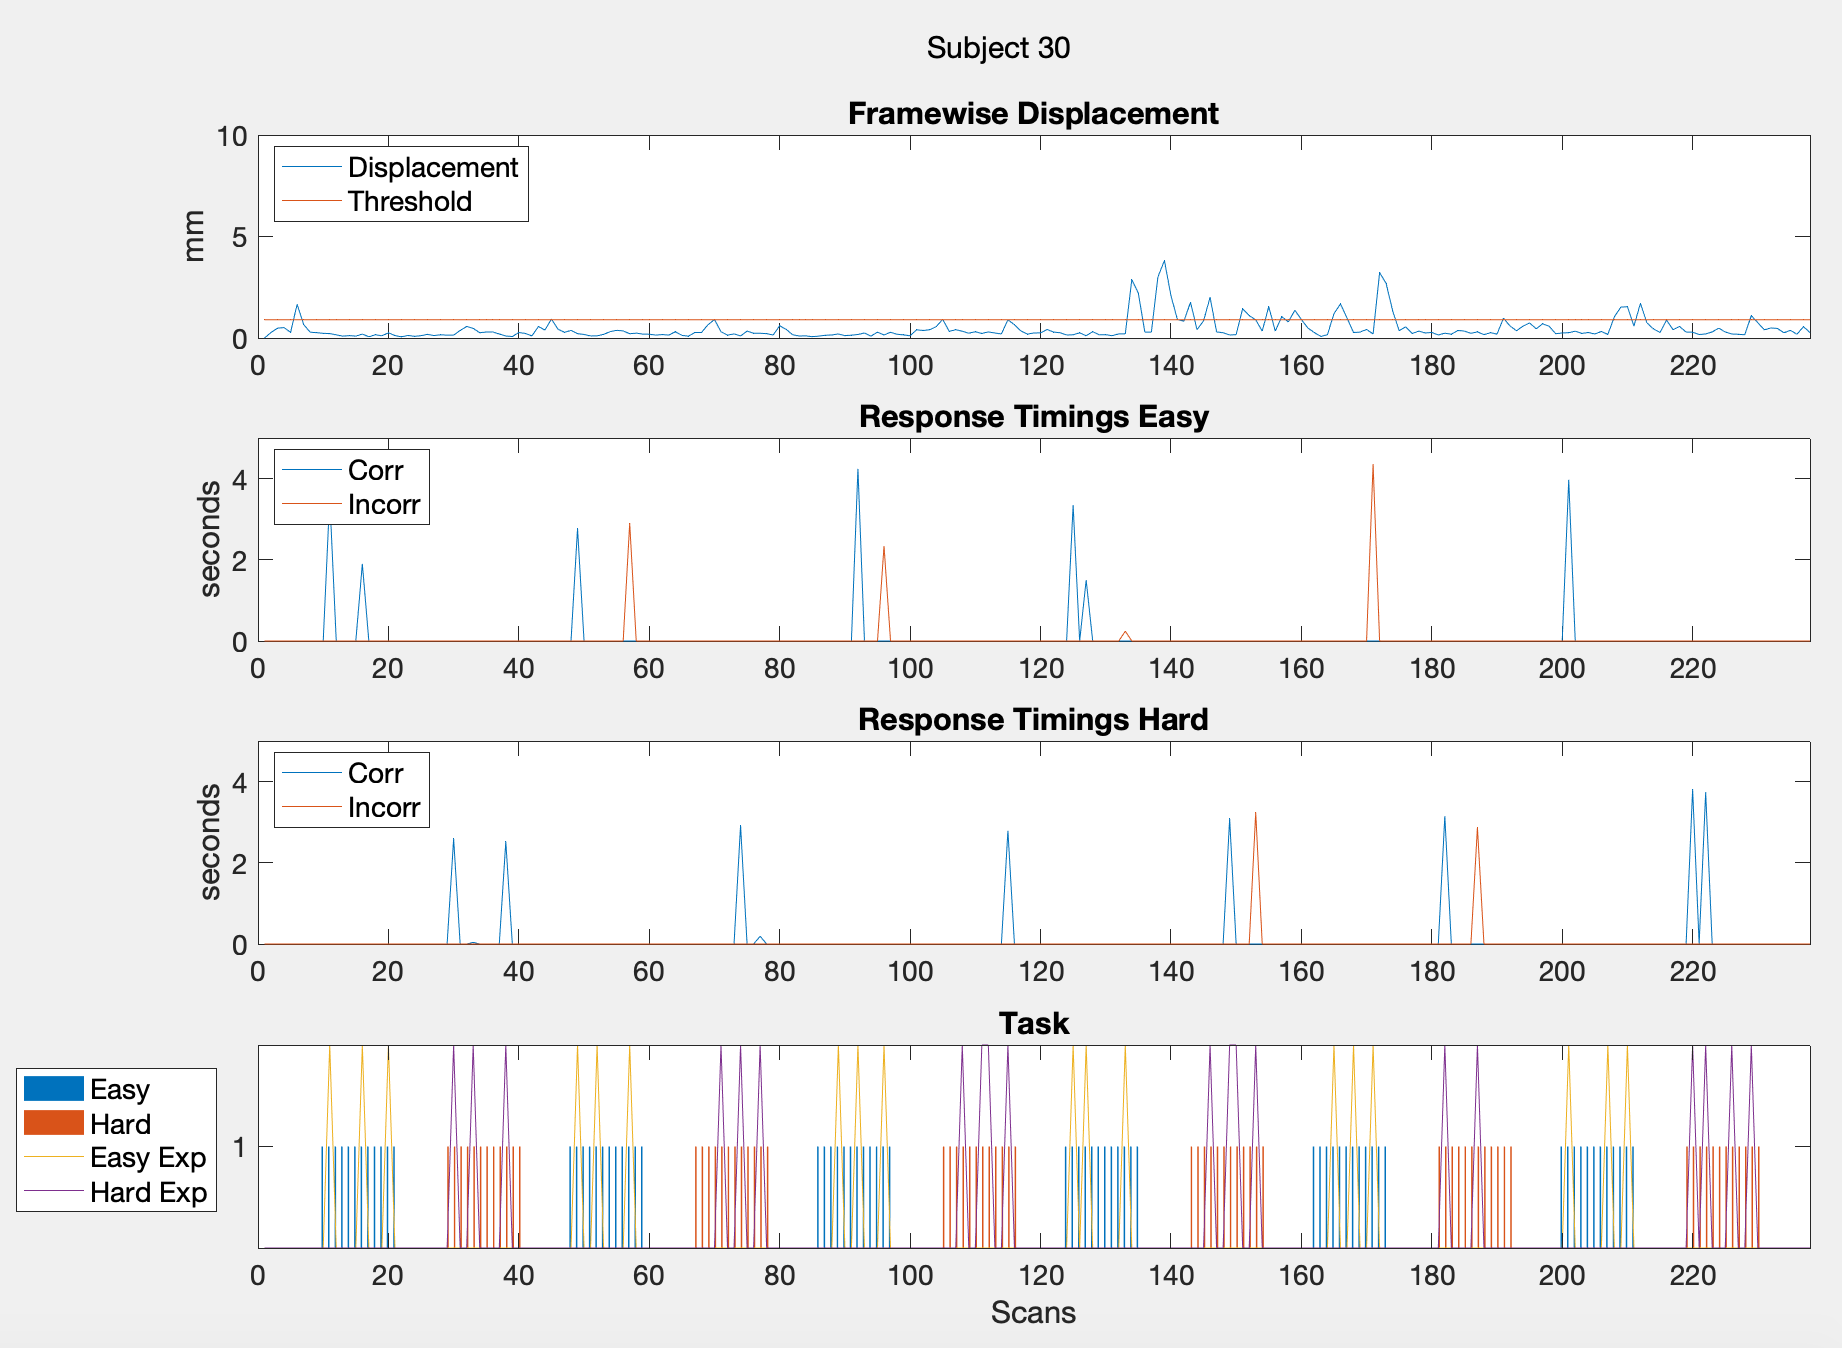 Subject 30
Framewise Displacement
10
5
0
mm
Displacement
Threshold
0 20 40 60 80 100 120 140 160 180 200 220
Response Timings Easy
4
2
0
seconds
Corr
Incorr
0 20 40 60 80 100 120 140 160 180 200 220
Response Timings Hard
4
2
0
seconds
Corr
Incorr
0 20 40 60 80 100 120 140 160 180 200 220
Task
1
Easy
Hard
Easy Exp
Hard Exp
0 20 40 60 80 100 120 140 160 180 200 220
Scans